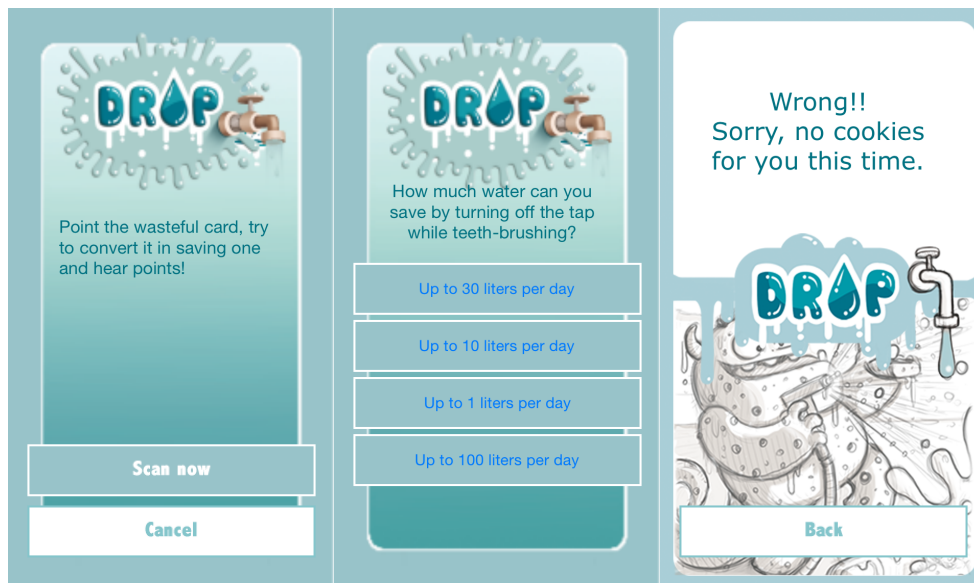 DROP
Point the wasteful card, try
to convert it in saving one
and hear points!
Scan now
Cancel
DROP
How much water can you
save by turning off the tap
while teeth-brushing?
Up to 30 liters per day
Up to 10 liters per day
Up to 1 liters per day
Up to 100 liters per day
Wrong!!
Sorry, no cookies
for you this time.
DROP
Back